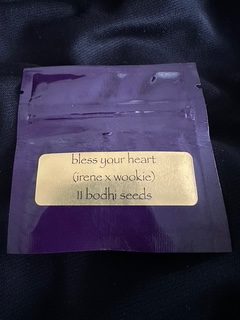 bless your heart
(irene x wookie)
11 bodhi seeds